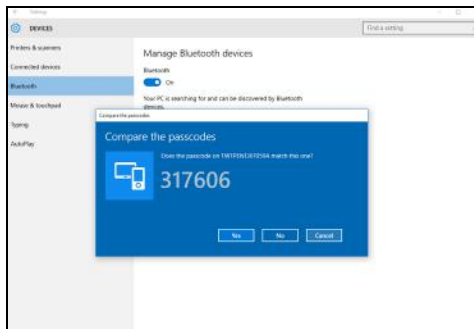 Settings
DEVICES
Find a setting
Printers & scanners
Connected devices
Bluetooth
Mouse & touchpad
Typing
AutoPlay
Manage Bluetooth devices
Bluetooth
On
Your PC is searching for and can be discovered by Bluetooth
devices.
Compare the passcodes
Compare the passcodes
Does the passcode on match this one?
317606
Yes
No
Cancel